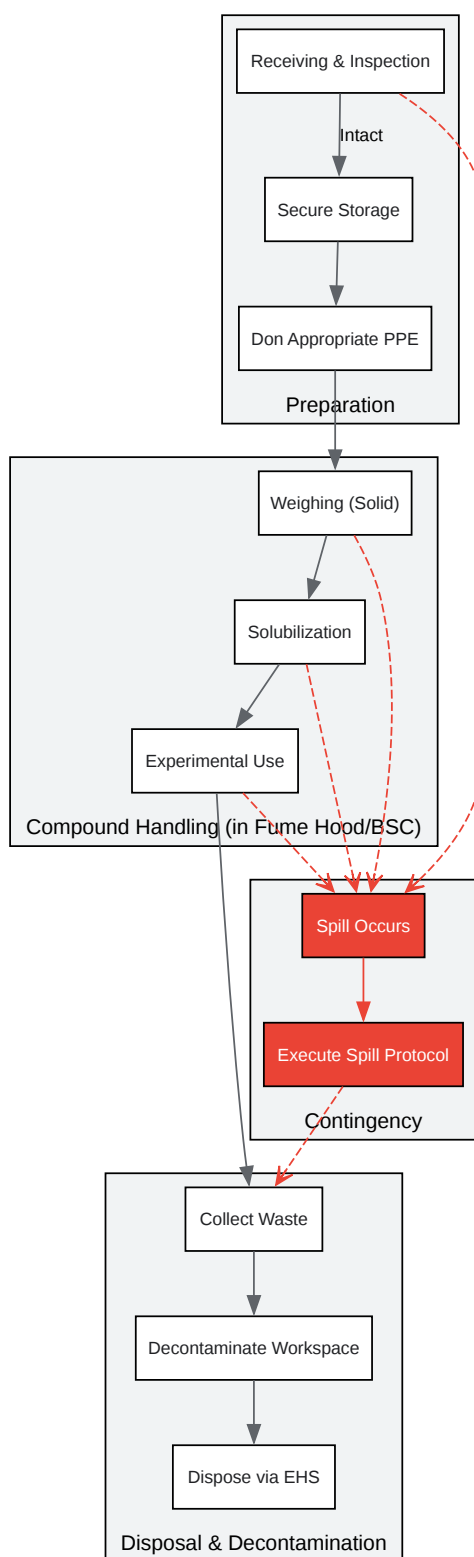 Receiving & Inspection
Intact
Secure Storage
Don Appropriate PPE
Preparation
Weighing (Solid)
Solubilization
Experimental Use
Compound Handling (in Fume Hood/BSC)
Spill Occurs
Execute Spill Protocol
Contingency
Collect Waste
Decontaminate Workspace
Dispose via EHS
Disposal & Decontamination